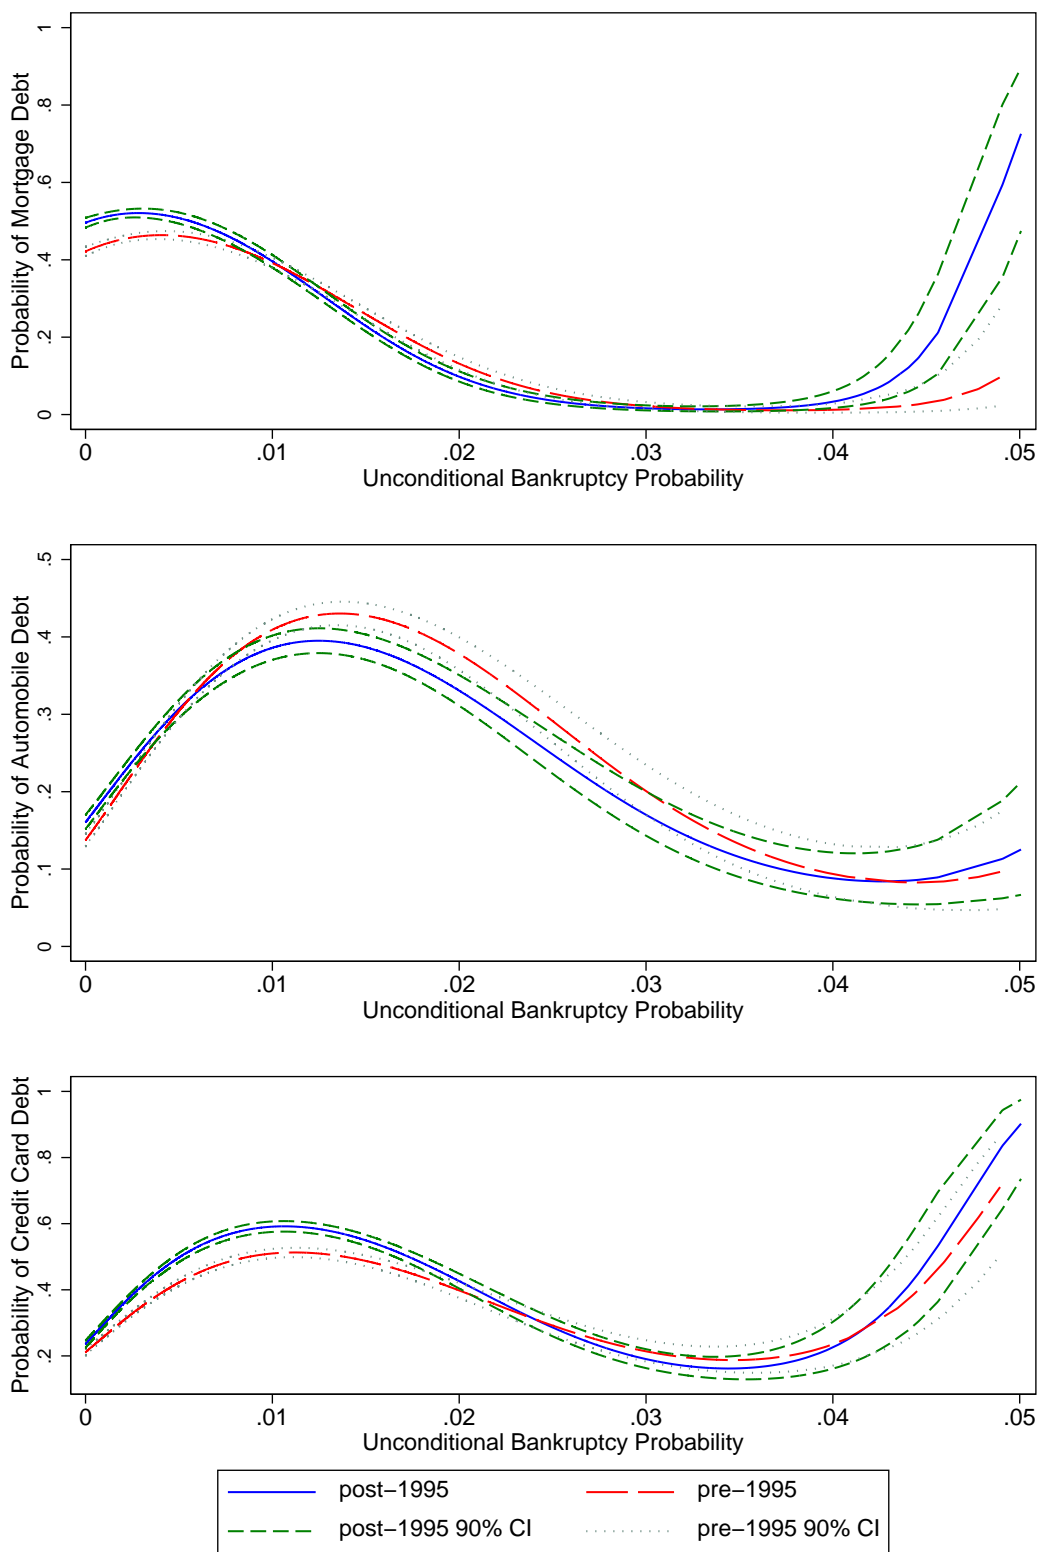 Probability of Mortgage Debt
1
.8
.6
.4
.2
0
0 .01 .02 .03 .04 .05
Unconditional Bankruptcy Probability
Probability of Automobile Debt
.5
.4
.3
.2
.1
0
0 .01 .02 .03 .04 .05
Unconditional Bankruptcy Probability
Probability of Credit Card Debt
1
.8
.6
.4
.2
0 .01 .02 .03 .04 .05
Unconditional Bankruptcy Probability
post−1995 pre−1995
post−1995 90% CI pre−1995 90% CI